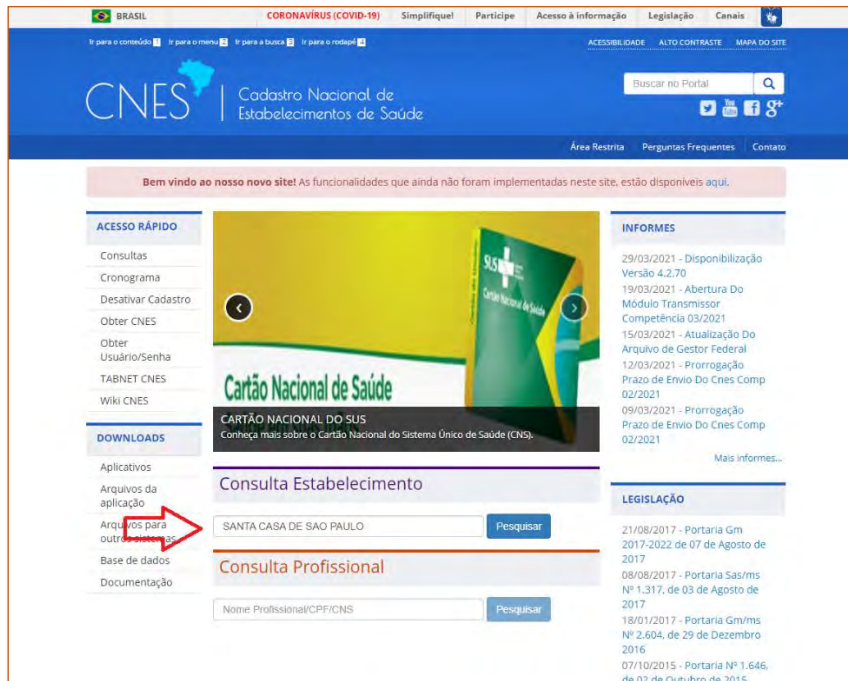 BRASIL
CORONAVÍRUS (COVID-19)
Simplifique!
Participe
Acesso à informação
Legislação
Canais
Ir para o conteúdo 1 Ir para o menu 2 Ir para a busca 3 Ir para o rodapé 4
ACESSIBILIDADE ALTO CONTRASTE MAPA DO SITE
CNES
Cadastro Nacional de
Estabelecimentos de Saúde
Buscar no Portal
Área Restrita Perguntas Frequentes Contato
Bem vindo ao nosso novo site! As funcionalidades que ainda não foram implementadas neste site, estão disponíveis aqui.
ACESSO RÁPIDO
Consultas
Cronograma
Desativar Cadastro
Obter CNES
Obter
Usuário/Senha
TABNET CNES
Wiki CNES
DOWNLOADS
Aplicativos
Arquivos da
aplicação
Arquivos para
outros sistemas
Base de dados
Documentação
SUS
Cartão Nacional de Saúde
Cartão Nacional de Saúde
CARTÃO NACIONAL DO SUS
Conheça mais sobre o Cartão Nacional do Sistema Único de Saúde (CNS).
Consulta Estabelecimento
SANTA CASA DE SAO PAULO
Pesquisar
Consulta Profissional
Nome Profissional/CPF/CNS
Pesquisar
INFORMES
29/03/2021 - Disponibilização
Versão 4.2.70
19/03/2021 - Abertura Do
Módulo Transmissor
Competência 03/2021
15/03/2021 - Atualização Do
Arquivo de Gestor Federal
12/03/2021 - Prorrogação
Prazo de Envio Do Cnes Comp
02/2021
09/03/2021 - Prorrogação
Prazo de Envio Do Cnes Comp
02/2021
Mais informes...
LEGISLAÇÃO
21/08/2017 - Portaria Gm
2017-2022 de 07 de Agosto de
2017
08/08/2017 - Portaria Sas/ms
Nº 1.317, de 03 de Agosto de
2017
18/01/2017 - Portaria Gm/ms
Nº 2.604, de 29 de Dezembro
2016
07/10/2015 - Portaria Nº 1.646,
de 02 de Outubro de 2015